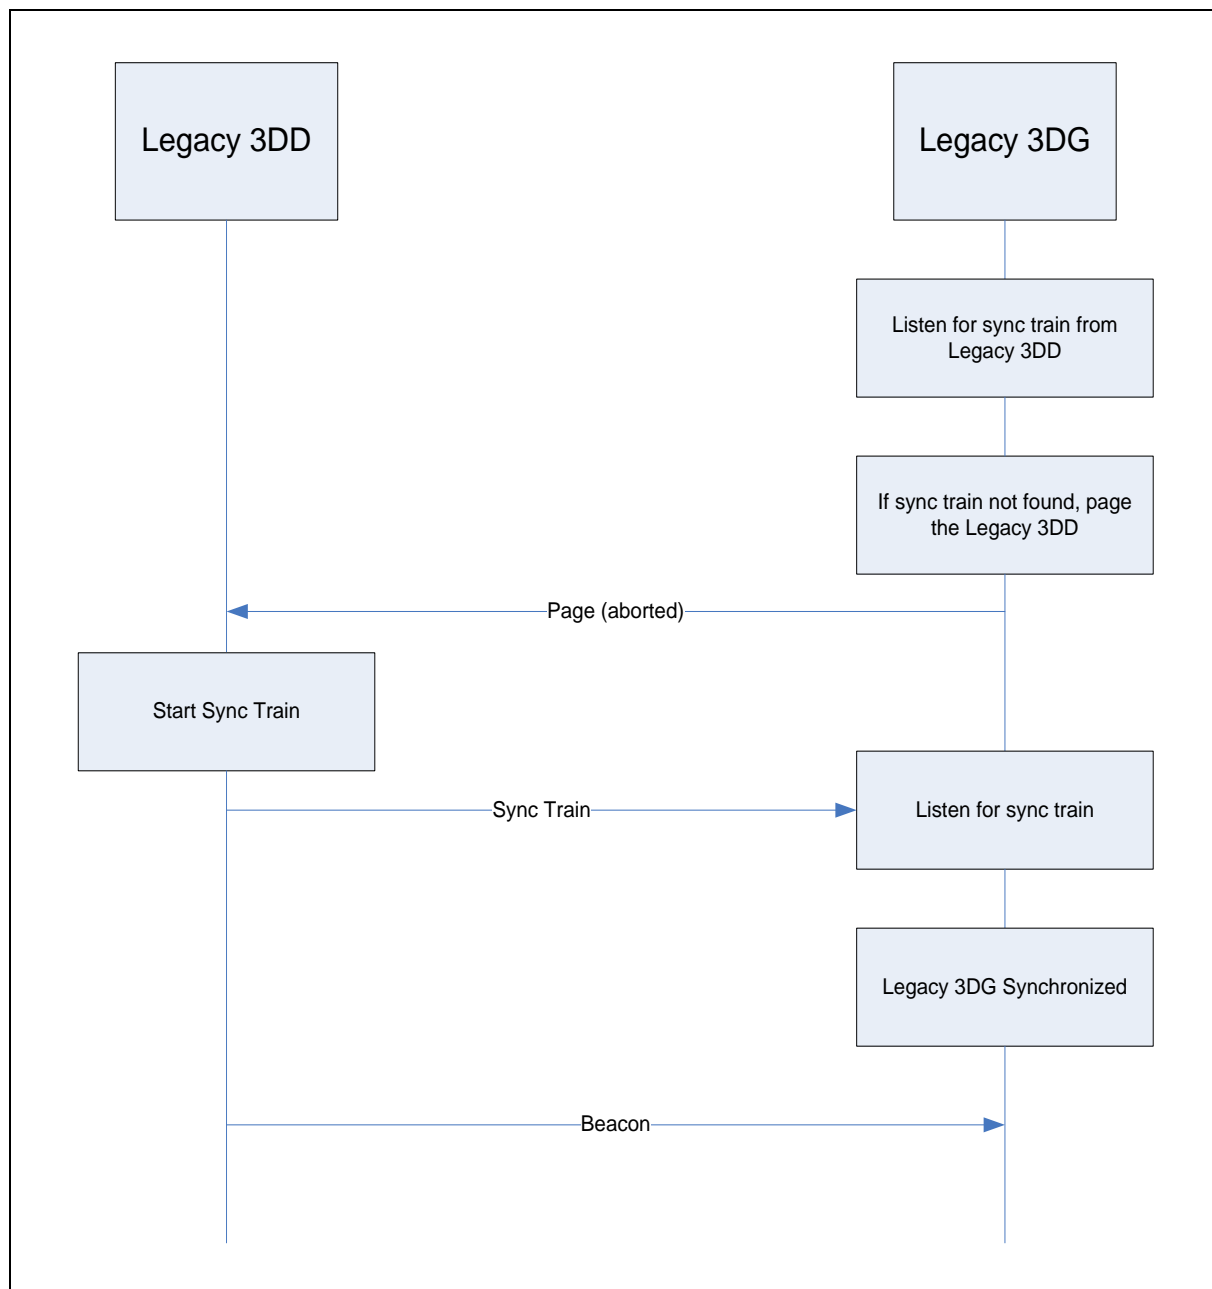 Legacy 3DD
Legacy 3DG
Listen for sync train from
Legacy 3DD
If sync train not found, page
the Legacy 3DD
Page (aborted)
Start Sync Train
Sync Train
Listen for sync train
Legacy 3DG Synchronized
Beacon